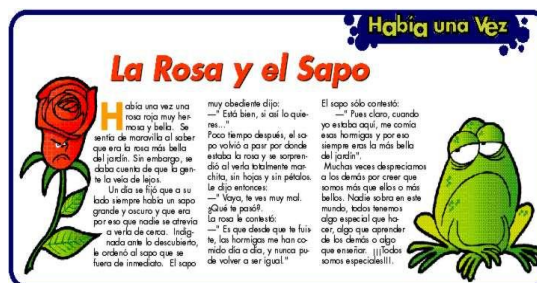 Había una Vez
La Rosa y el Sapo
Había una vez una
rosa roja muy her-
mosa y bella. Se
sentía de maravilla al saber
que era la rosa más bella
del jardín. Sin embargo, se
daba cuenta de que la gen-
te la veía de lejos.
Un día se fijó que a su
lado siempre había un sapo
grande y oscuro y que era
por eso que nadie se atrevía
a verla de cerca. Indig-
nada ante lo descubierto,
le ordenó al sapo que se
fuera de inmediato. El sapo
muy obediente dijo:
—" Está bien, si así lo quie-
res..."
Poco tiempo después, el sa-
po volvió a pasr por donde
estaba la rosa y se sorpren-
dió al verla totalmente mar-
chita, sin hojas y sin pétalos.
Le dijo entonces:
—" Vaya, te ves muy mal.
¿Qué te pasó?.
La rosa le contestó:
—" Es que desde que te fuis-
te, las hormigas me han co-
mido día a día, y nunca pu-
de volver a ser igual."
El sapo sólo contestó:
—" Pues claro, cuando
yo estaba aquí, me comía
esas hormigas y por eso
siempre eras la más bella
del jardín".
Muchas veces despreciamos
a los demás por creer que
somos más que ellos o más
bellos. Nadie sobra en este
mundo, todos tenemos
algo especial que ha-
cer, algo que aprender
de los demás o algo
que enseñar. ¡¡¡Todos
somos especiales!!!.